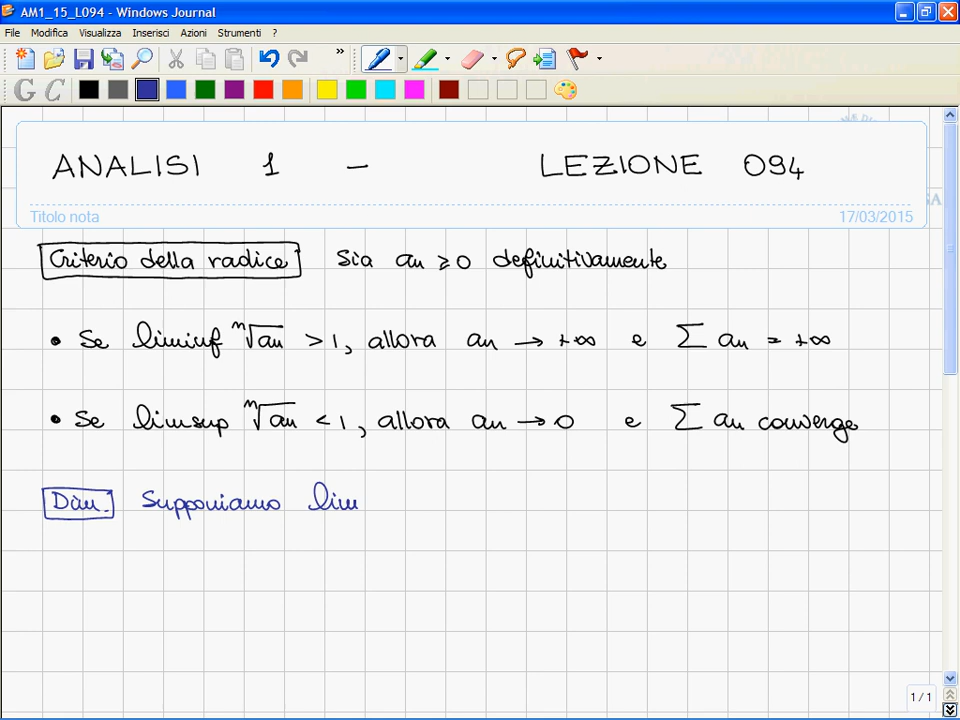 AM1_15_L094 - Windows Journal
File Modifica Visualizza Inserisci Azioni Strumenti ?
G C
ANALISI 1 - LEZIONE 094
Titolo nota 17/03/2015
Criterio della radice Sia an ≥ 0 definitivamente
• Se liminf ⁿ√an > 1, allora an → +∞ e Σ an = +∞
• Se limsup ⁿ√an < 1, allora an → 0 e Σ an converge
Dim. Supponiamo lim
1 / 1